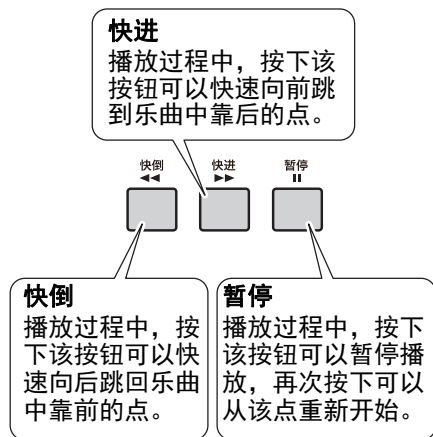 快进
播放过程中，按下该
按钮可以快速向前跳
到乐曲中靠后的点。
快倒 快进 暂停
◄◄ ►► II
快倒
播放过程中，按
下该按钮可以快
速向后跳回乐曲
中靠前的点。
暂停
播放过程中，按下
该按钮可以暂停播
放，再次按下可以
从该点重新开始。